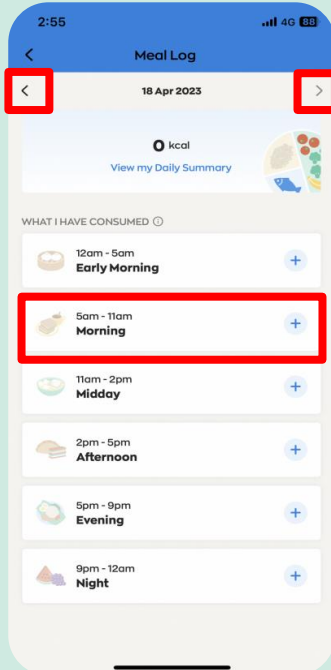 2:55
4G 88
Meal Log
18 Apr 2023
0 kcal
View my Daily Summary
WHAT I HAVE CONSUMED
12am - 5am
Early Morning
5am - 11am
Morning
11am - 2pm
Midday
2pm - 5pm
Afternoon
5pm - 9pm
Evening
9pm - 12am
Night